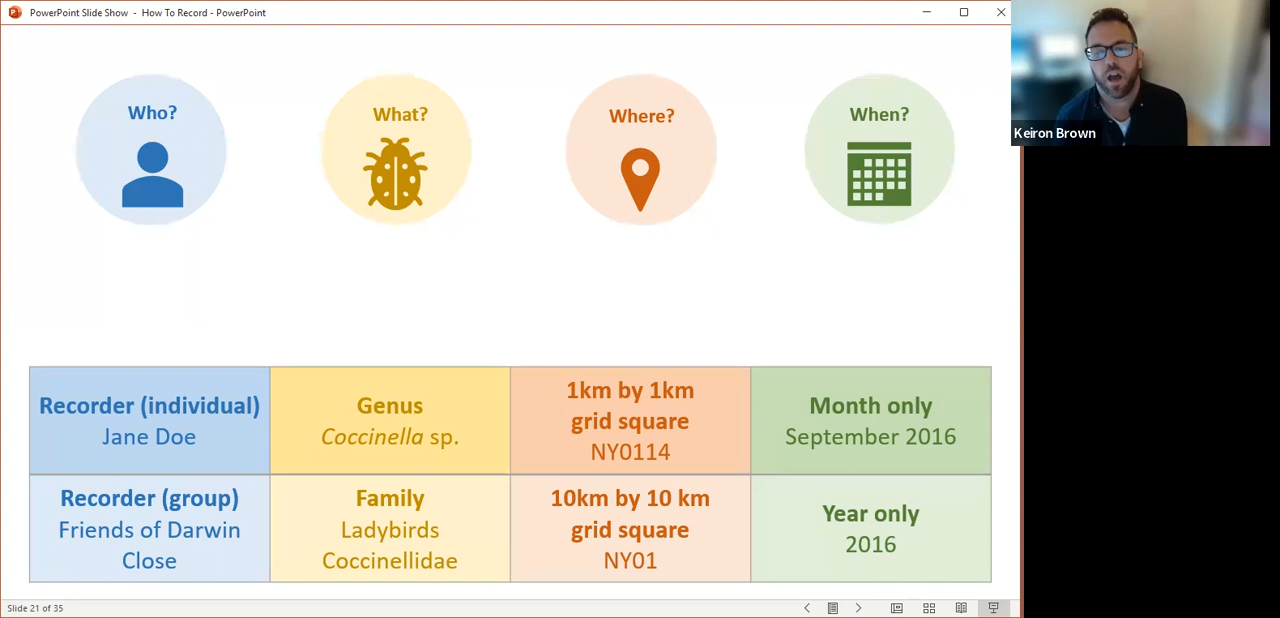 PowerPoint Slide Show - How To Record - PowerPoint
Keiron Brown
Who?
What?
Where?
When?
Recorder (individual)
Jane Doe
Genus
Coccinella sp.
1km by 1km
grid square
NY0114
Month only
September 2016
Recorder (group)
Friends of Darwin
Close
Family
Ladybirds
Coccinellidae
10km by 10 km
grid square
NY01
Year only
2016
Slide 21 of 35